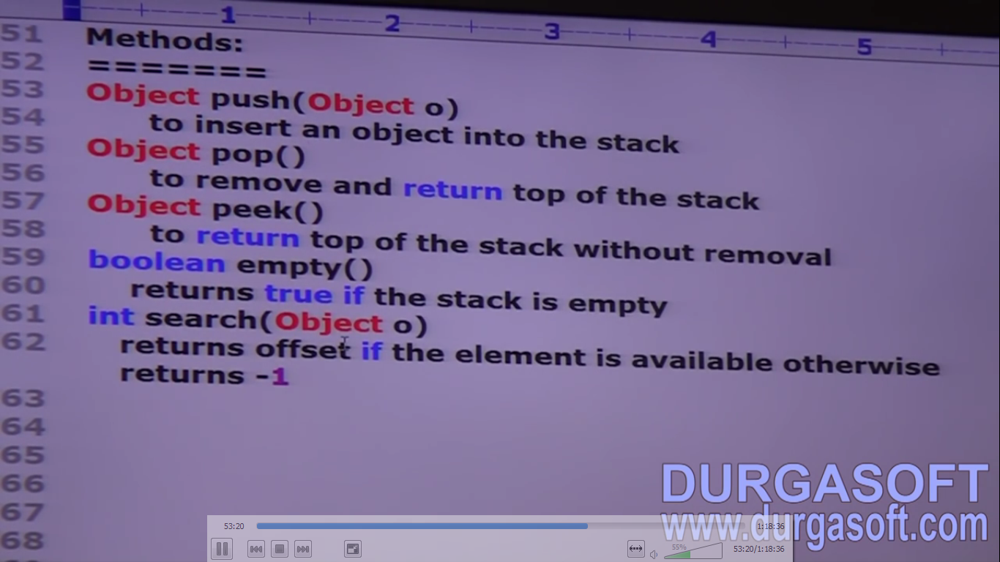 1 2 3 4 5
51 Methods:
52 =======
53 Object push(Object o)
54 to insert an object into the stack
55 Object pop()
56 to remove and return top of the stack
57 Object peek()
58 to return top of the stack without removal
59 boolean empty()
60 returns true if the stack is empty
61 int search(Object o)
62 returns offset if the element is available otherwise
returns -1
63
64
65
66
67
68
DURGASOFT
www.durgasoft.com
53:20 1:18:36
55% 53:20/1:18:36